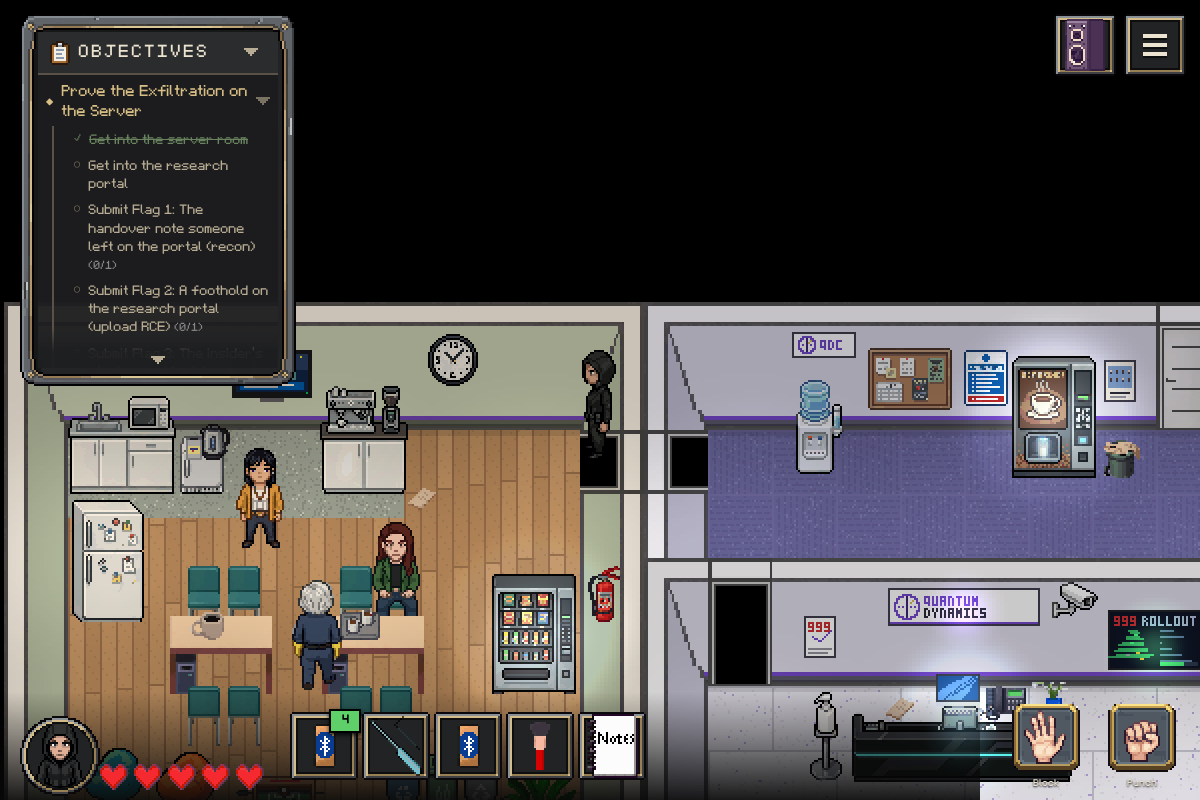 OBJECTIVES
Prove the Exfiltration on
the Server
Get into the server room
Get into the research
portal
Submit Flag 1: The
handover note someone
left on the portal (recon)
(0/1)
Submit Flag 2: A foothold on
the research portal
(upload RCE) (0/1)
12
QDC
QUANTUM
DYNAMICS
999
999 ROLLOUT
4
Notes
Block
Punch